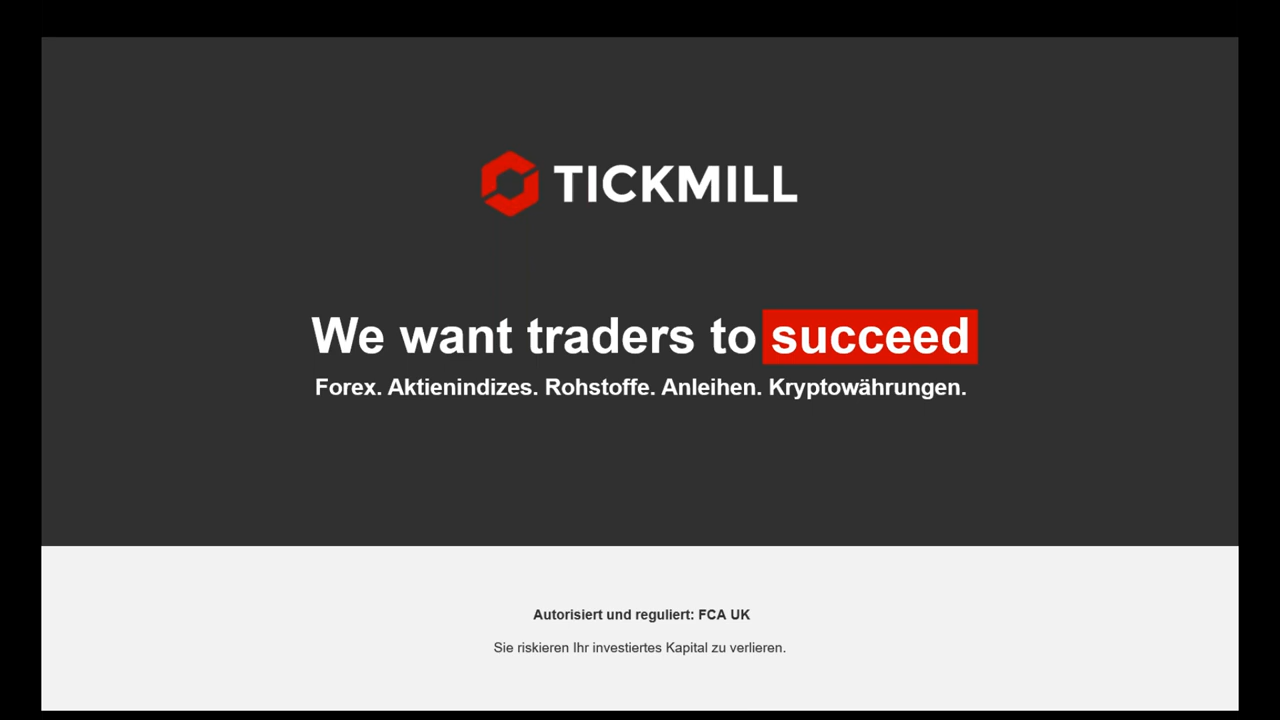 TICKMILL
We want traders to succeed
Forex. Aktienindizes. Rohstoffe. Anleihen. Kryptowährungen.
Autorisiert und reguliert: FCA UK
Sie riskieren Ihr investiertes Kapital zu verlieren.